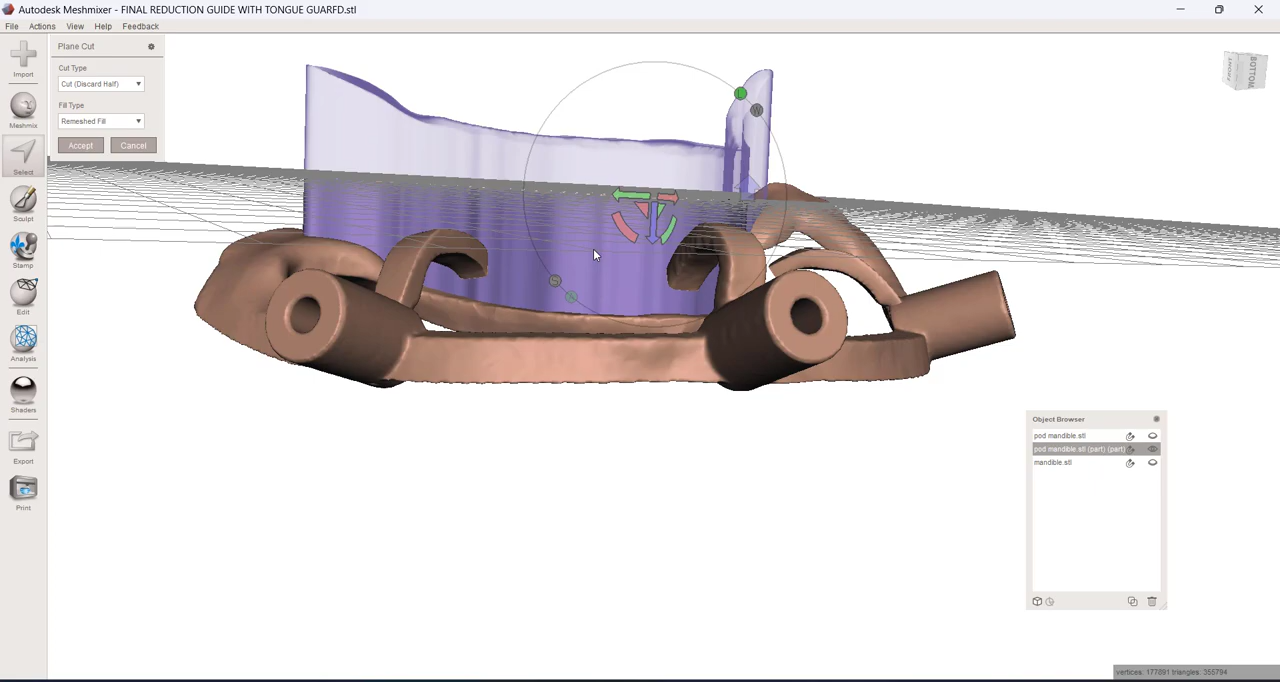 Autodesk Meshmixer - FINAL REDUCTION GUIDE WITH TONGUE GUARFD.stl
File Actions View Help Feedback
Plane Cut
Cut Type
Cut (Discard Half)
Fill Type
Remeshed Fill
Accept Cancel
Import
Meshmix
Select
Sculpt
Stamp
Edit
Analysis
Shaders
Export
Print
L
W
S
BOTTOM
Object Browser
pod mandible.stl
pod mandible.stl (part) (part)
mandible.stl
vertices: 177891 triangles: 355794